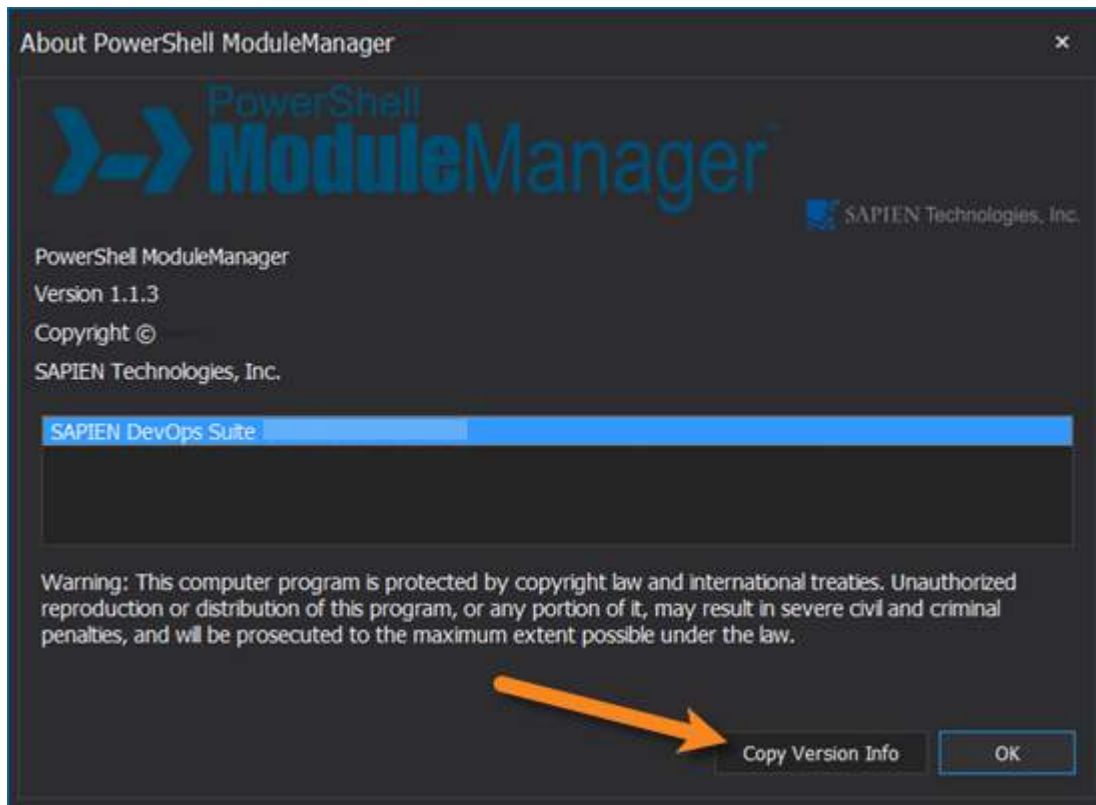 About PowerShell ModuleManager
PowerShell
ModuleManager™
SAPIEN Technologies, Inc.
PowerShell ModuleManager
Version 1.1.3
Copyright ©
SAPIEN Technologies, Inc.
SAPIEN DevOps Suite
Warning: This computer program is protected by copyright law and international treaties. Unauthorized
reproduction or distribution of this program, or any portion of it, may result in severe civil and criminal
penalties, and will be prosecuted to the maximum extent possible under the law.
Copy Version Info
OK